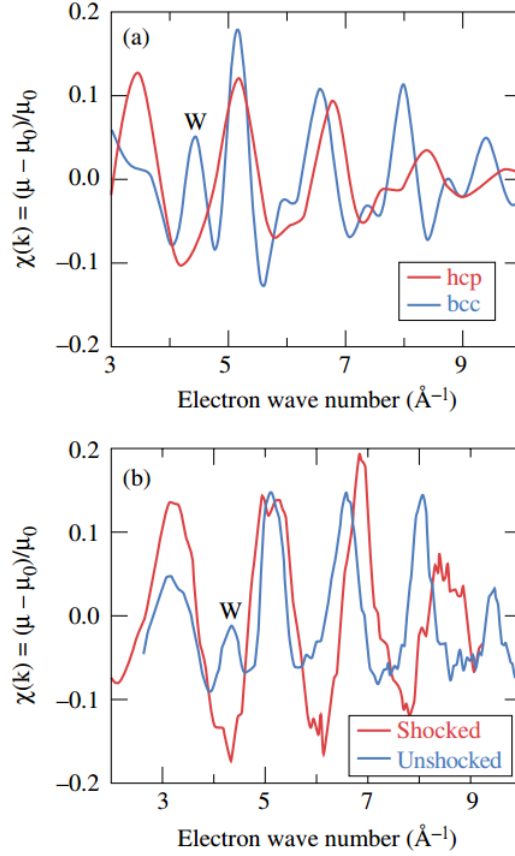 (a)
0.2
0.1
0.0
−0.1
−0.2
χ(k) = (μ − μ₀)/μ₀
W
hcp
bcc
3 5 7 9
Electron wave number (Å⁻¹)
(b)
0.2
0.1
0.0
−0.1
−0.2
χ(k) = (μ − μ₀)/μ₀
W
Shocked
Unshocked
3 5 7 9
Electron wave number (Å⁻¹)